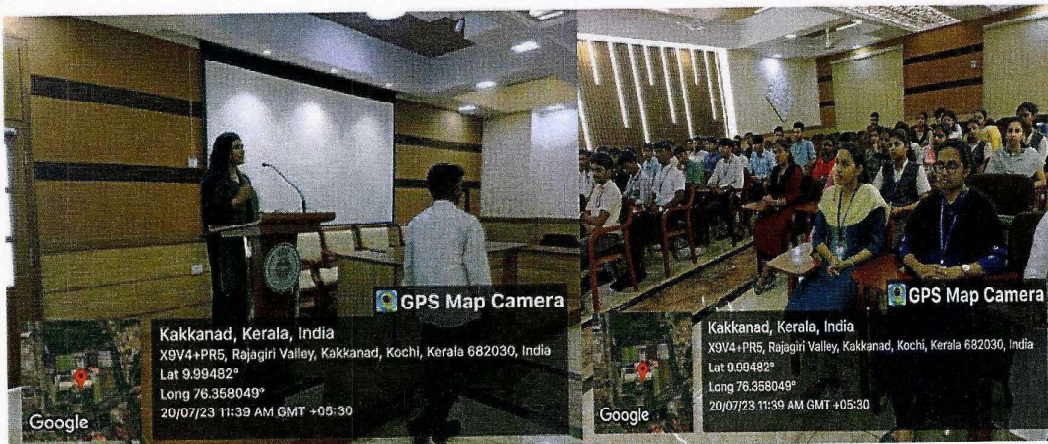 GPS Map Camera
Kakkanad, Kerala, India
X9V4+PR5, Rajagiri Valley, Kakkanad, Kochi, Kerala 682030, India
Lat 9.99482°
Long 76.358049°
20/07/23 11:39 AM GMT +05:30
Google
GPS Map Camera
Kakkanad, Kerala, India
X9V4+PR5, Rajagiri Valley, Kakkanad, Kochi, Kerala 682030, India
Lat 9.99482°
Long 76.358049°
20/07/23 11:39 AM GMT +05:30
Google